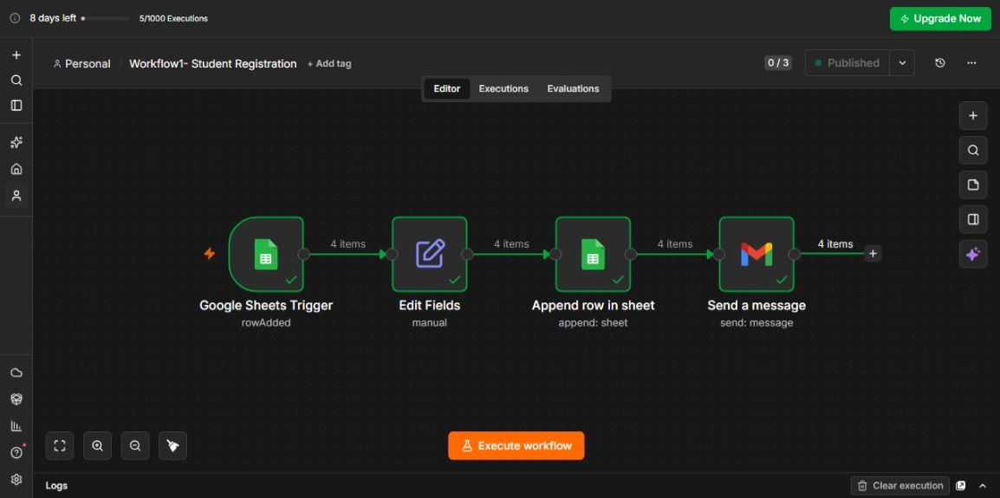 8 days left
5/1000 Executions
Upgrade Now
Personal
Workflow1- Student Registration
+ Add tag
0 / 3
Published
Editor
Executions
Evaluations
4 items
4 items
4 items
4 items
Google Sheets Trigger
rowAdded
Edit Fields
manual
Append row in sheet
append: sheet
Send a message
send: message
Execute workflow
Logs
Clear execution